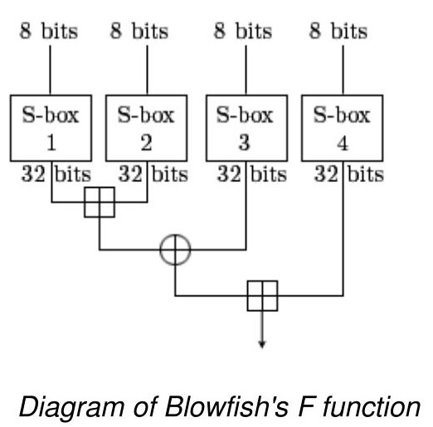 8 bits 8 bits 8 bits 8 bits
S-box S-box S-box S-box
1 2 3 4
32 bits 32 bits 32 bits 32 bits
Diagram of Blowfish's F function